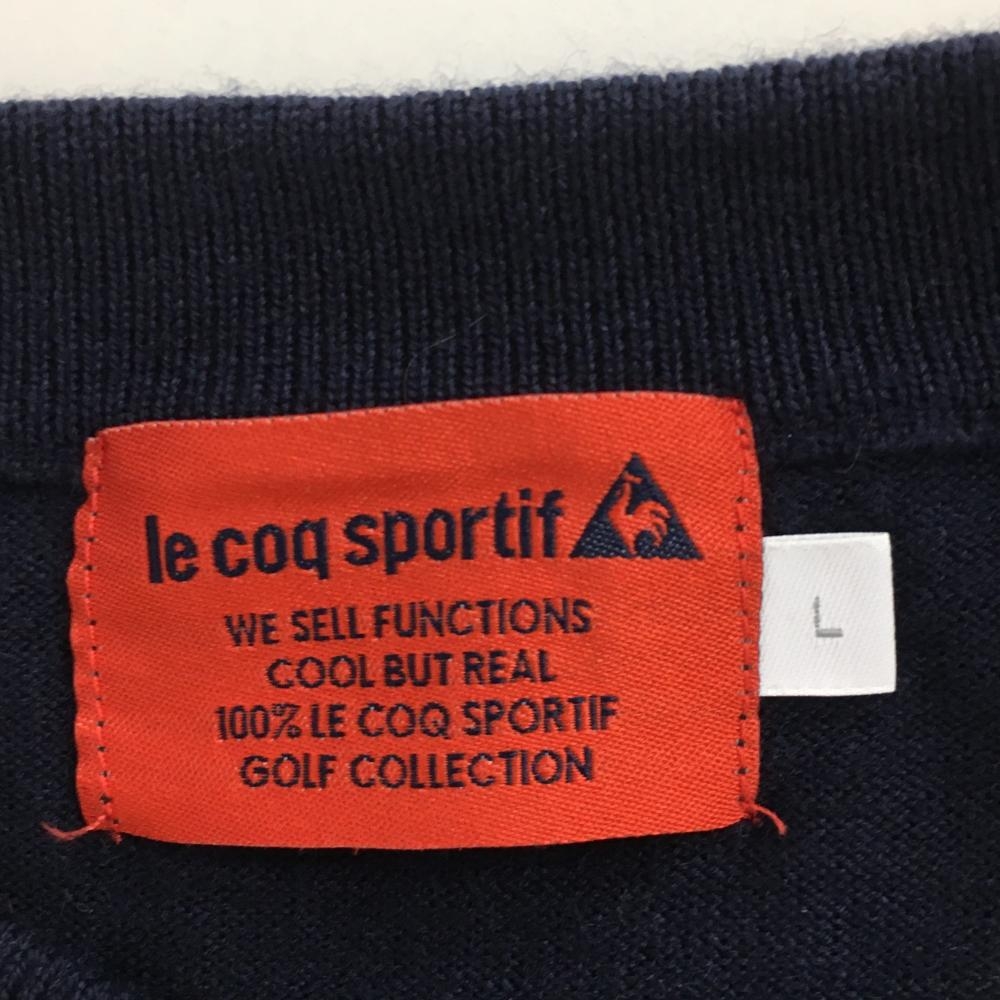 le coq sportif
WE SELL FUNCTIONS
COOL BUT REAL
100% LE COQ SPORTIF
GOLF COLLECTION
L